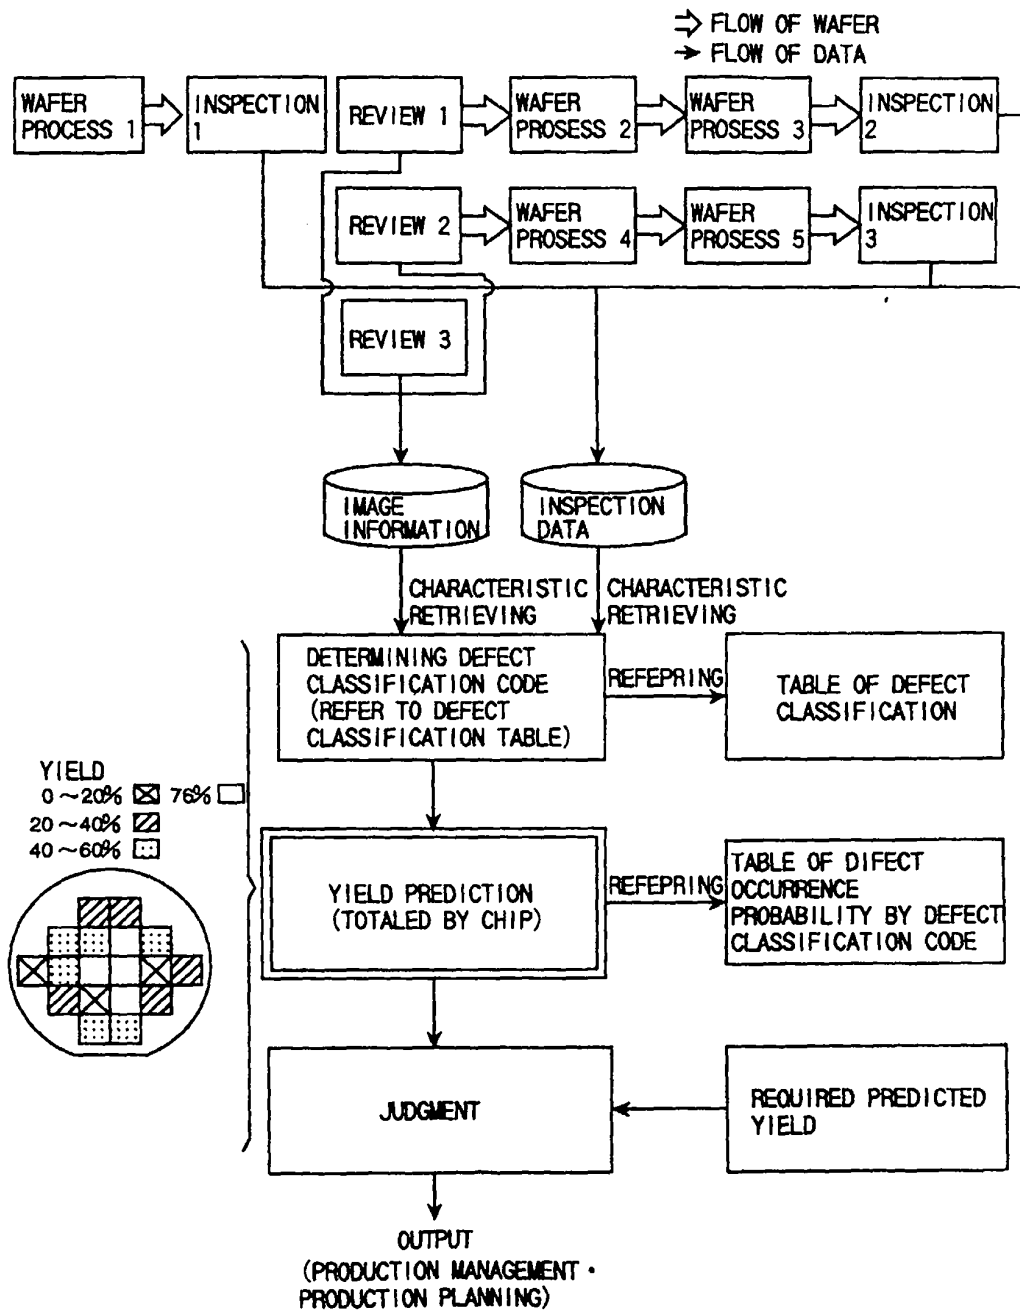 FLOW OF WAFER
FLOW OF DATA
WAFER
PROCESS 1
INSPECTION
1
REVIEW 1
WAFER
PROSESS 2
WAFER
PROSESS 3
INSPECTION
2
REVIEW 2
WAFER
PROSESS 4
WAFER
PROSESS 5
INSPECTION
3
REVIEW 3
IMAGE
INFORMATION
INSPECTION
DATA
CHARACTERISTIC
RETRIEVING
CHARACTERISTIC
RETRIEVING
DETERMINING DEFECT
CLASSIFICATION CODE
(REFER TO DEFECT
CLASSIFICATION TABLE)
REFEPRING
TABLE OF DEFECT
CLASSIFICATION
YIELD
0~20% 76%
20~40%
40~60%
YIELD PREDICTION
(TOTALED BY CHIP)
REFEPRING
TABLE OF DIFECT
OCCURRENCE
PROBABILITY BY DEFECT
CLASSIFICATION CODE
JUDGMENT
REQUIRED PREDICTED
YIELD
OUTPUT
(PRODUCTION MANAGEMENT·
PRODUCTION PLANNING)